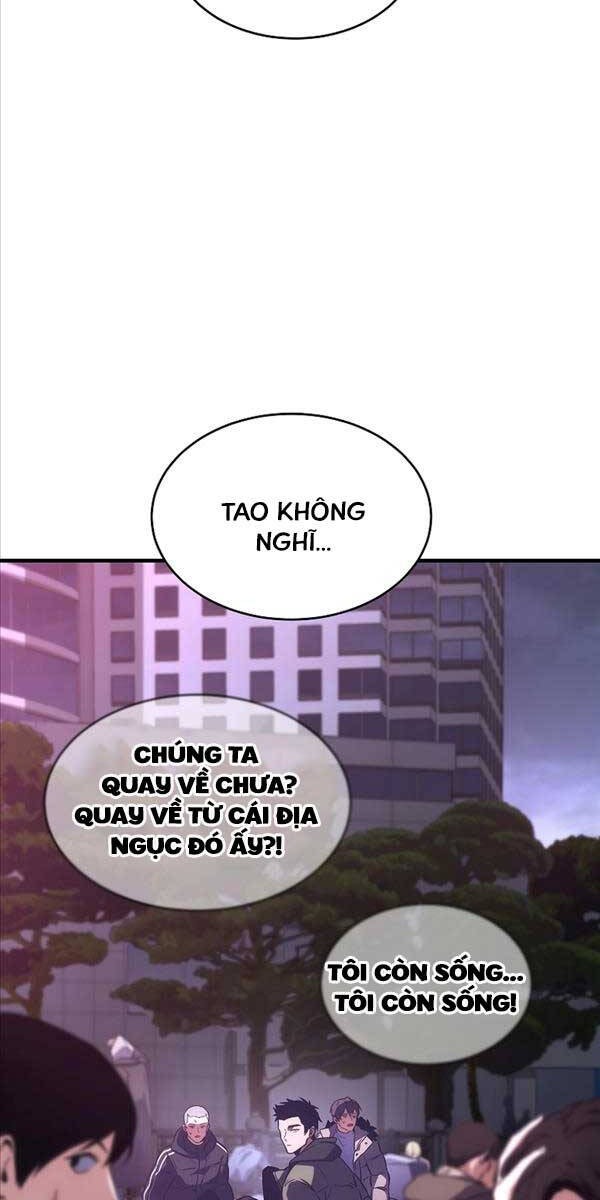 TAO KHÔNG
NGHĨ...
CHÚNG TA
QUAY VỀ CHƯA?
QUAY VỀ TỪ CÁI ĐỊA
NGỤC ĐÓ ẤY?!
TÔI CÒN SỐNG...
TÔI CÒN SỐNG!